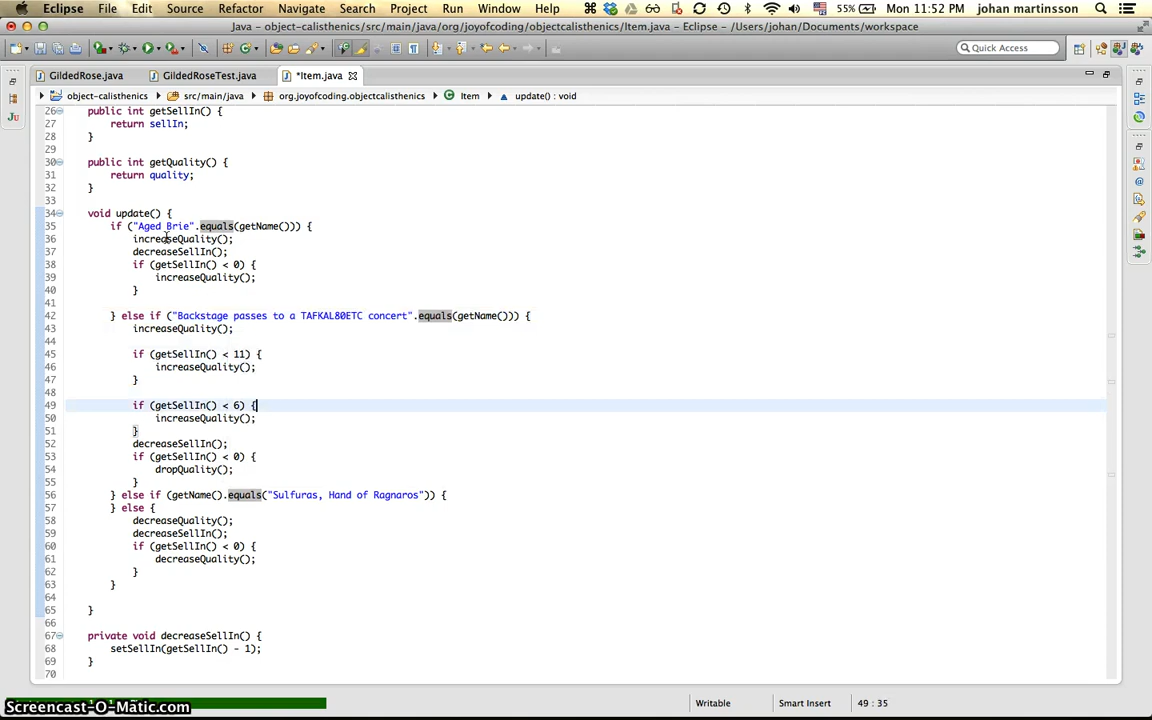 Eclipse File Edit Source Refactor Navigate Search Project Run Window Help 55% Mon 11:52 PM johan martinsson
Java – object-calisthenics/src/main/java/org/joyofcoding/objectcalisthenics/Item.java – Eclipse – /Users/johan/Documents/workspace
Quick Access
GildedRose.java GildedRoseTest.java *Item.java
object-calisthenics src/main/java org.joyofcoding.objectcalisthenics Item update() : void
26 public int getSellIn() {
27 return sellIn;
28 }
29
30 public int getQuality() {
31 return quality;
32 }
33
34 void update() {
35 if ("Aged Brie".equals(getName())) {
36 increaseQuality();
37 decreaseSellIn();
38 if (getSellIn() < 0) {
39 increaseQuality();
40 }
41
42 } else if ("Backstage passes to a TAFKAL80ETC concert".equals(getName())) {
43 increaseQuality();
44
45 if (getSellIn() < 11) {
46 increaseQuality();
47 }
48
49 if (getSellIn() < 6) {
50 increaseQuality();
51 }
52 decreaseSellIn();
53 if (getSellIn() < 0) {
54 dropQuality();
55 }
56 } else if (getName().equals("Sulfuras, Hand of Ragnaros")) {
57 } else {
58 decreaseQuality();
59 decreaseSellIn();
60 if (getSellIn() < 0) {
61 decreaseQuality();
62 }
63 }
64
65 }
66
67 private void decreaseSellIn() {
68 setSellIn(getSellIn() - 1);
69 }
70
Screencast-O-Matic.com Writable Smart Insert 49 : 35